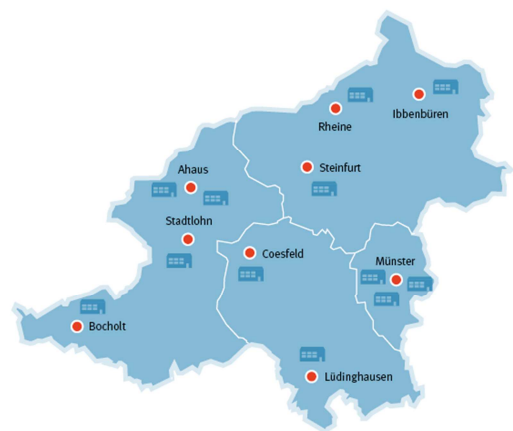 Ibbenbüren
Rheine
Steinfurt
Ahaus
Stadtlohn
Coesfeld
Münster
Bocholt
Lüdinghausen